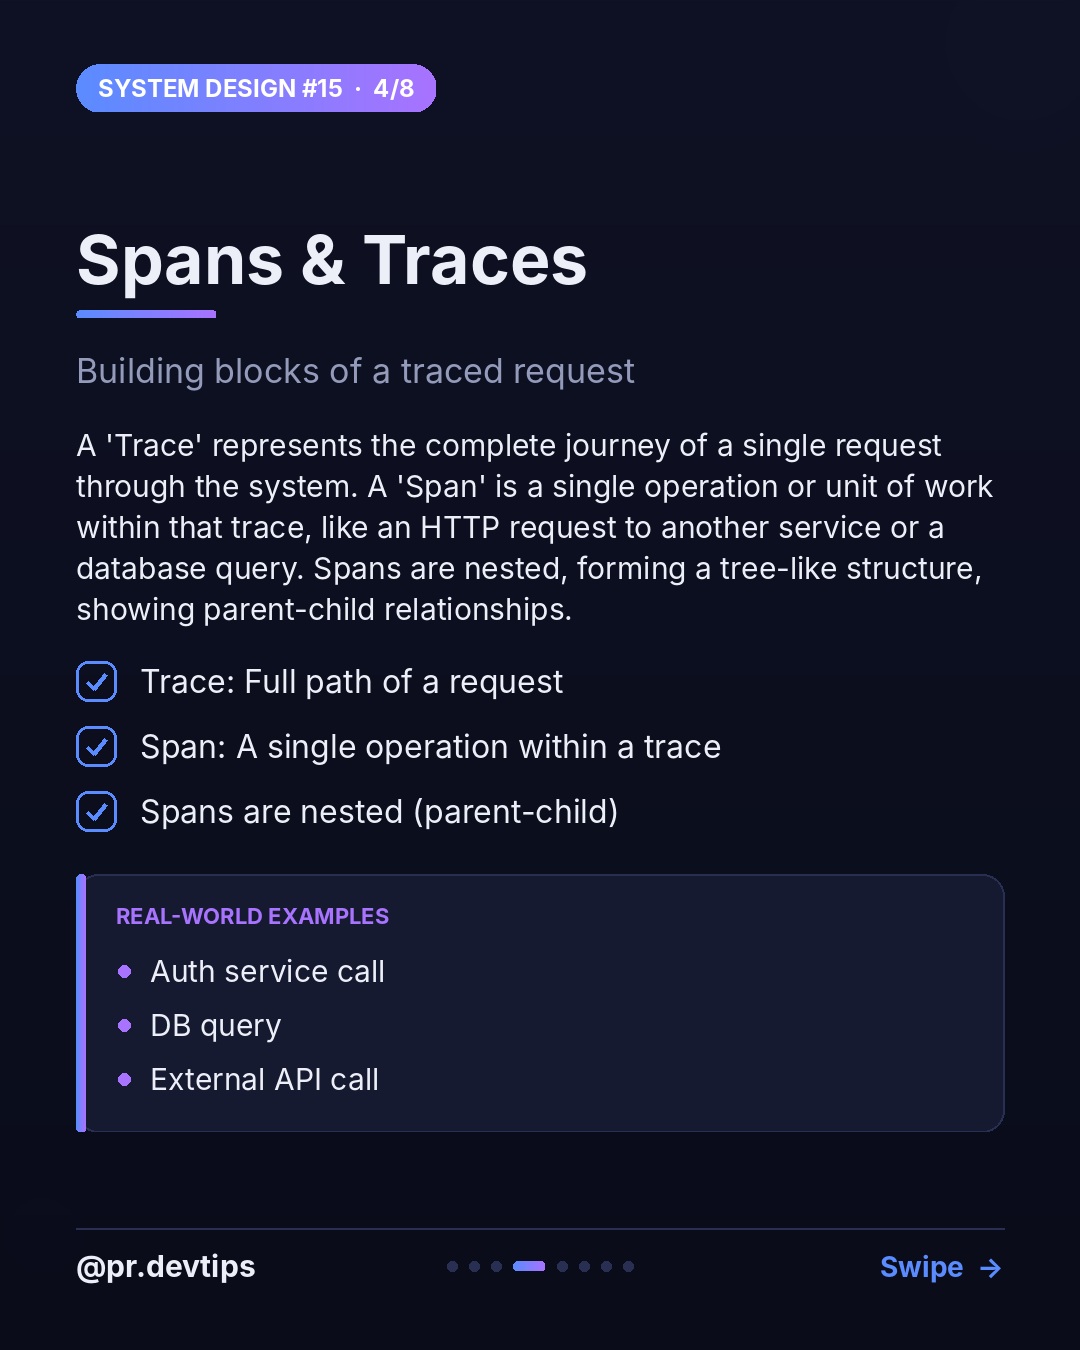 SYSTEM DESIGN #15 · 4/8
Spans & Traces
Building blocks of a traced request
A 'Trace' represents the complete journey of a single request
through the system. A 'Span' is a single operation or unit of work
within that trace, like an HTTP request to another service or a
database query. Spans are nested, forming a tree-like structure,
showing parent-child relationships.
Trace: Full path of a request
Span: A single operation within a trace
Spans are nested (parent-child)
REAL-WORLD EXAMPLES
Auth service call
DB query
External API call
@pr.devtips
Swipe →